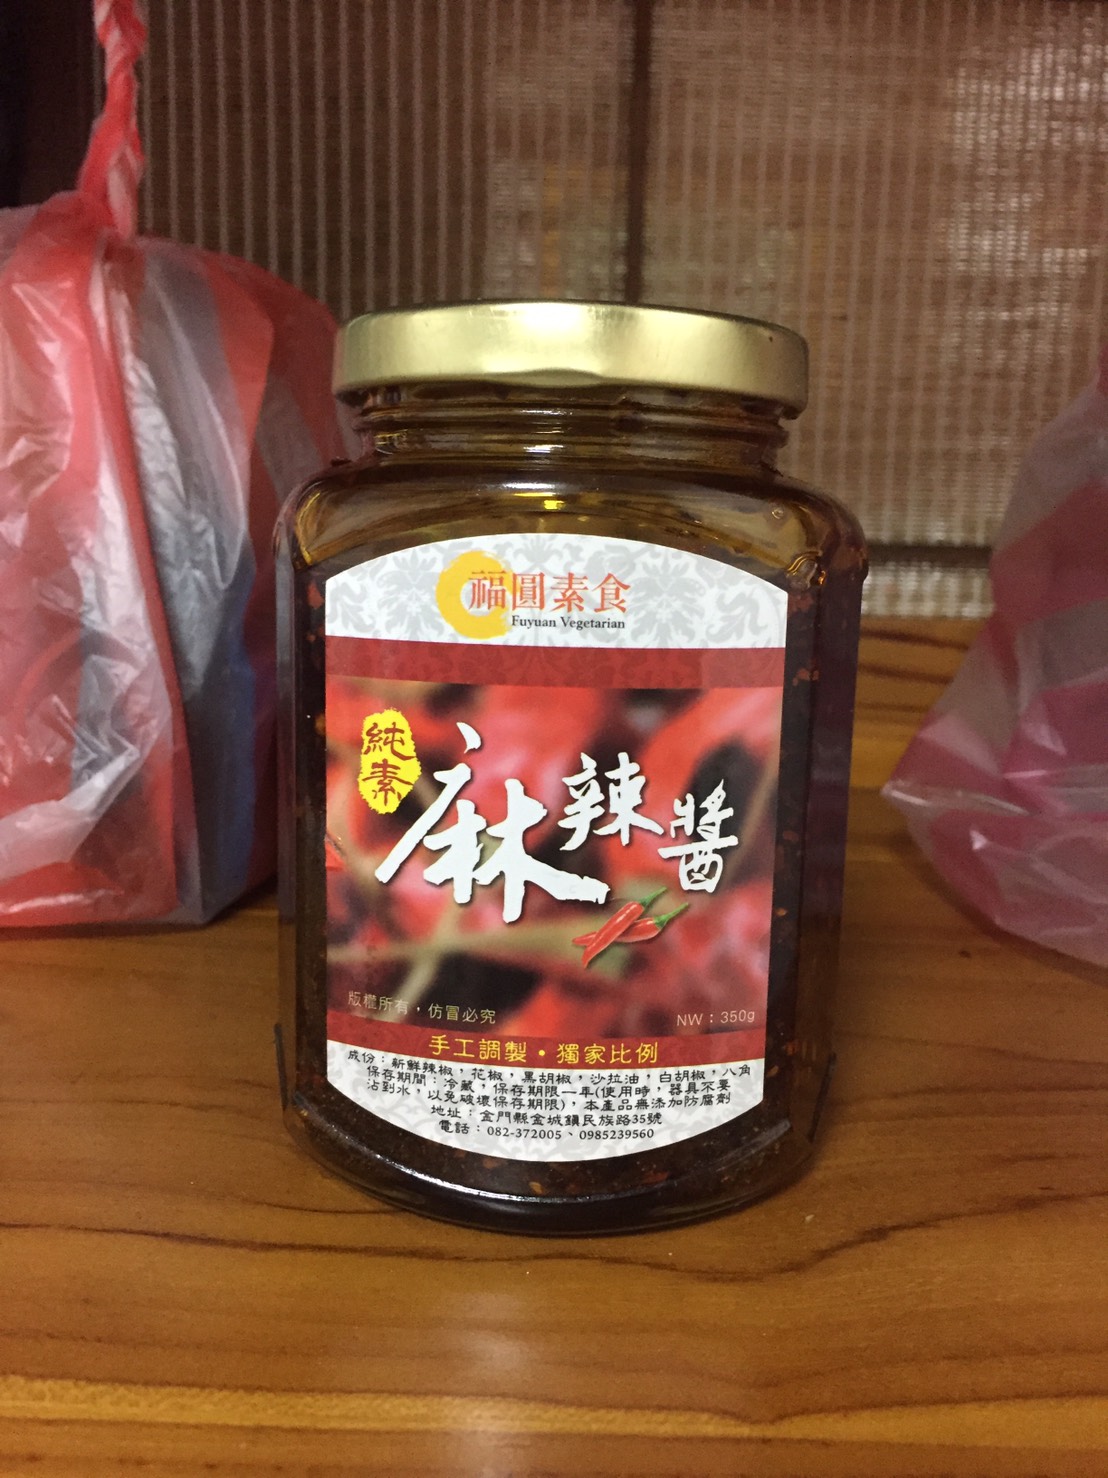 福圓素食
Fuyuan Vegetarian
純素
麻辣醬
版權所有，仿冒必究
NW：350g
手工調製・獨家比例
成份：新鮮辣椒，花椒，黑胡椒，沙拉油，白胡椒，八角
保存期間：冷藏，保存期限一年(使用時，器具不要
沾到水，以免破壞保存期限)，本產品無添加防腐劑
地址：金門縣金城鎮民族路35號
電話：082-372005、0985239560